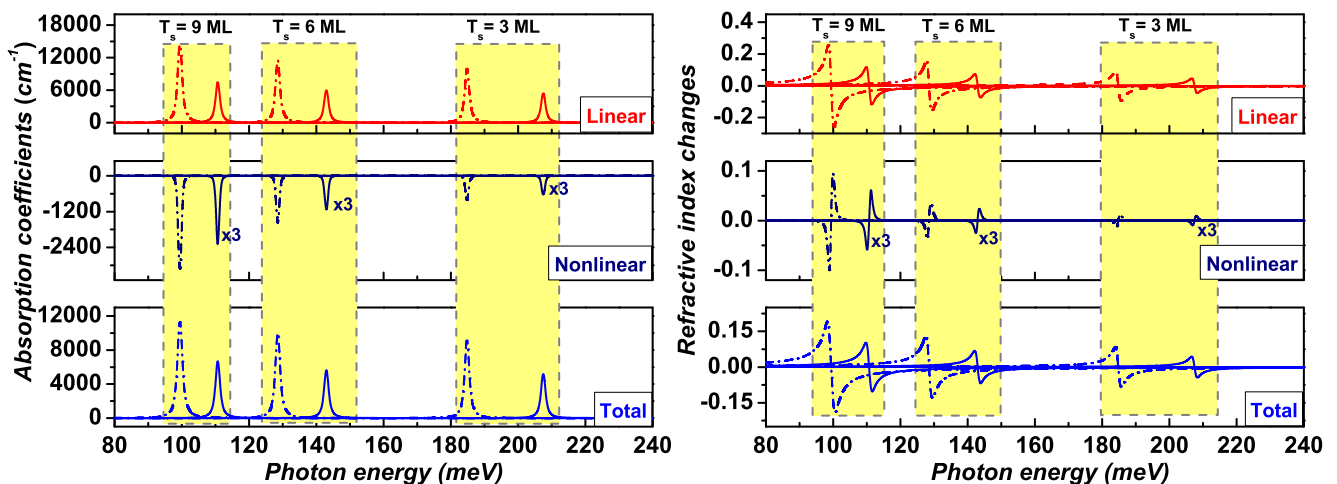 Absorption coefficients (cm⁻¹)
Tₛ = 9 ML Tₛ = 6 ML Tₛ = 3 ML
18000
12000
6000
0
Linear
0
-1200
-2400
x3 x3 x3
Nonlinear
12000
8000
4000
0
Total
80 100 120 140 160 180 200 220 240
Photon energy (meV)
Refractive index changes
Tₛ = 9 ML Tₛ = 6 ML Tₛ = 3 ML
0.4
0.2
0.0
-0.2
Linear
0.1
0.0
-0.1
x3 x3 x3
Nonlinear
0.15
0.00
-0.15
Total
80 100 120 140 160 180 200 220 240
Photon energy (meV)